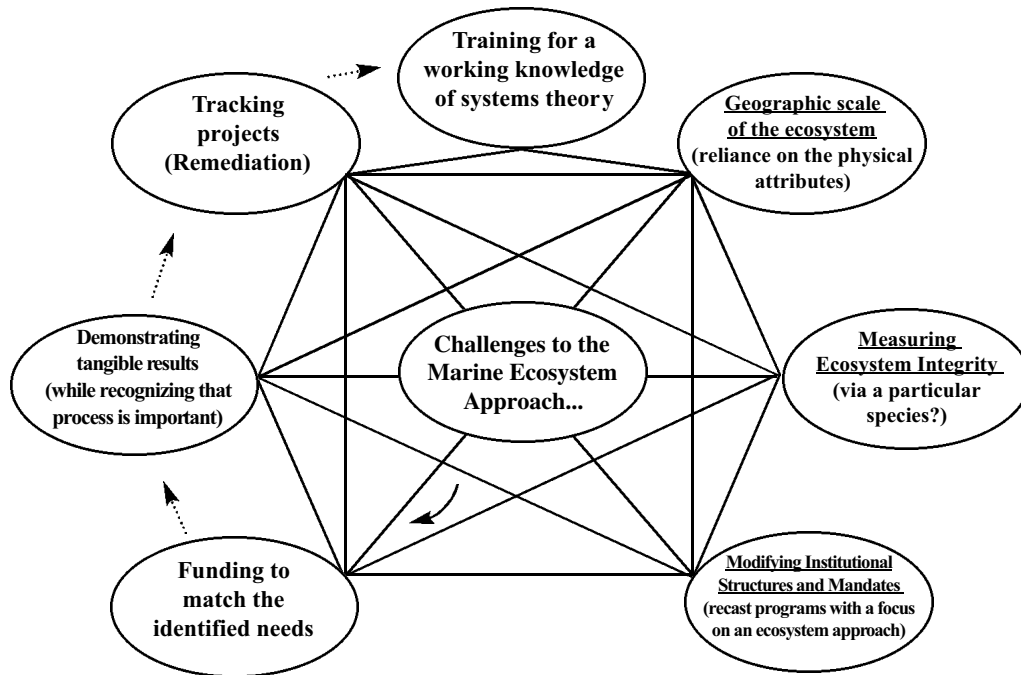 Training for a
working knowledge
of systems theory
Tracking
projects
(Remediation)
Geographic scale
of the ecosystem
(reliance on the physical
attributes)
Demonstrating
tangible results
(while recognizing that
process is important)
Challenges to the
Marine Ecosystem
Approach...
Measuring
Ecosystem Integrity
(via a particular
species?)
Funding to
match the
identified needs
Modifying Institutional
Structures and Mandates
(recast programs with a focus
on an ecosystem approach)